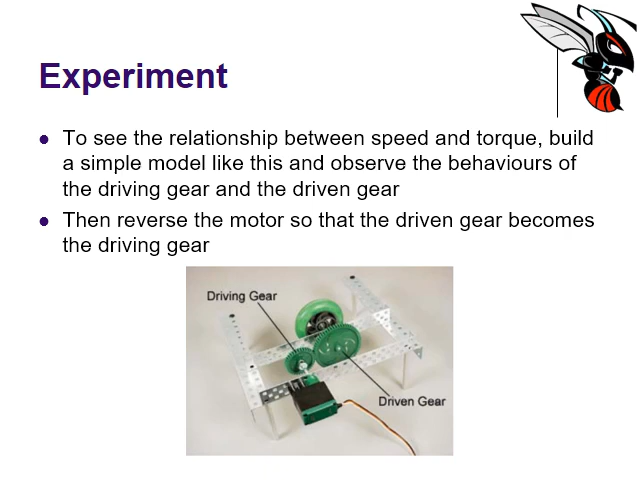 Experiment
To see the relationship between speed and torque, build
a simple model like this and observe the behaviours of
the driving gear and the driven gear
Then reverse the motor so that the driven gear becomes
the driving gear
Driving Gear
Driven Gear